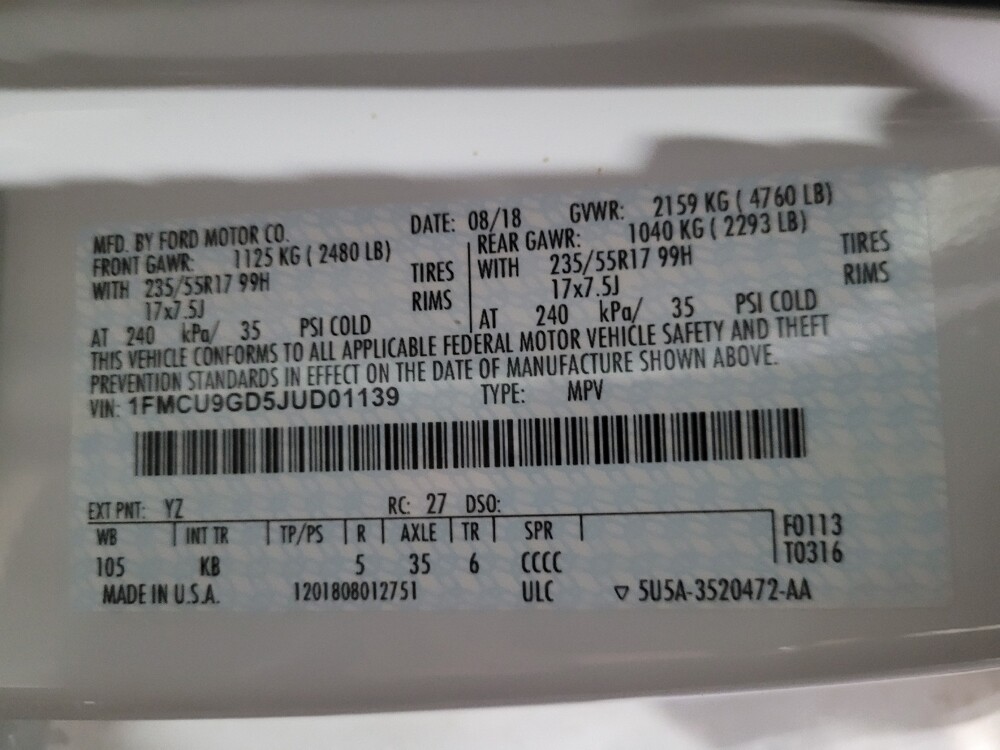 MFD. BY FORD MOTOR CO. DATE: 08/18 GVWR: 2159 KG ( 4760 LB)
FRONT GAWR: 1125 KG ( 2480 LB) REAR GAWR: 1040 KG ( 2293 LB)
WITH 235/55R17 99H TIRES WITH 235/55R17 99H TIRES
17x7.5J RIMS 17x7.5J RIMS
AT 240 kPa/ 35 PSI COLD AT 240 kPa/ 35 PSI COLD
THIS VEHICLE CONFORMS TO ALL APPLICABLE FEDERAL MOTOR VEHICLE SAFETY AND THEFT
PREVENTION STANDARDS IN EFFECT ON THE DATE OF MANUFACTURE SHOWN ABOVE.
VIN: 1FMCU9GD5JUD01139 TYPE: MPV
EXT PNT: YZ RC: 27 DSO:
WB INT TR TP/PS R AXLE TR SPR F0113
105 KB 5 35 6 CCCC T0316
MADE IN U.S.A. 1201808012751 ULC ▽ 5U5A-3520472-AA